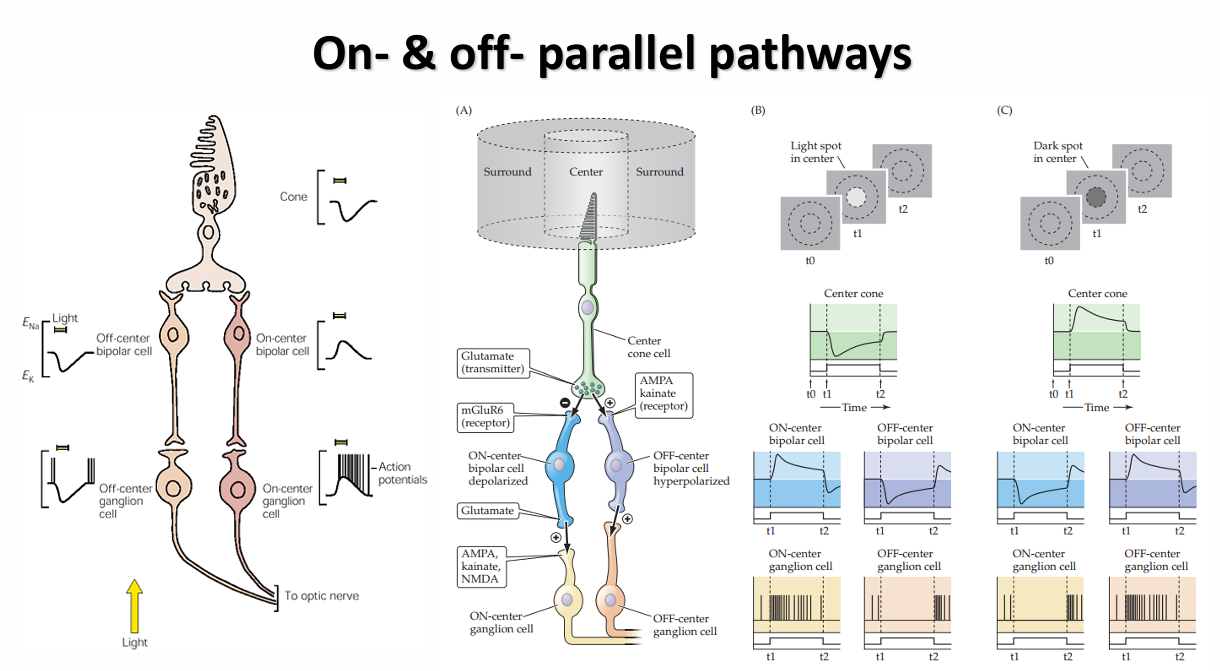 On- & off- parallel pathways
Cone
E_Na
Light
E_K
Off-center
bipolar cell
On-center
bipolar cell
Off-center
ganglion
cell
On-center
ganglion
cell
Action
potentials
To optic nerve
Light
(A)
Surround
Center
Surround
Center
cone cell
Glutamate
(transmitter)
AMPA
kainate
(receptor)
−
+
mGluR6
(receptor)
ON-center
bipolar cell
depolarized
OFF-center
bipolar cell
hyperpolarized
Glutamate
+
+
AMPA,
kainate,
NMDA
ON-center
ganglion cell
OFF-center
ganglion cell
(B)
Light spot
in center
t2
t1
t0
Center cone
t0 t1 t2
Time
ON-center
bipolar cell
OFF-center
bipolar cell
t1 t2
t1 t2
ON-center
ganglion cell
OFF-center
ganglion cell
t1 t2
t1 t2
(C)
Dark spot
in center
t2
t1
t0
Center cone
t0 t1 t2
Time
ON-center
bipolar cell
OFF-center
bipolar cell
t1 t2
t1 t2
ON-center
ganglion cell
OFF-center
ganglion cell
t1 t2
t1 t2